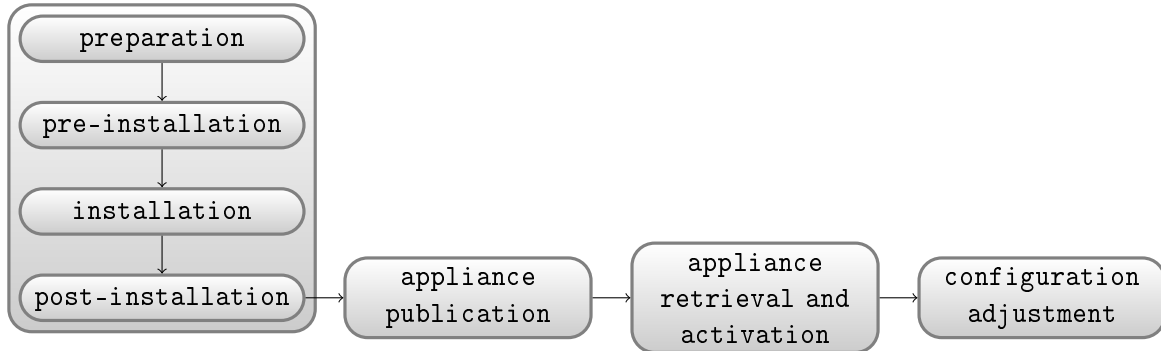 preparation
pre-installation
installation
post-installation
appliance
publication
appliance
retrieval and
activation
configuration
adjustment